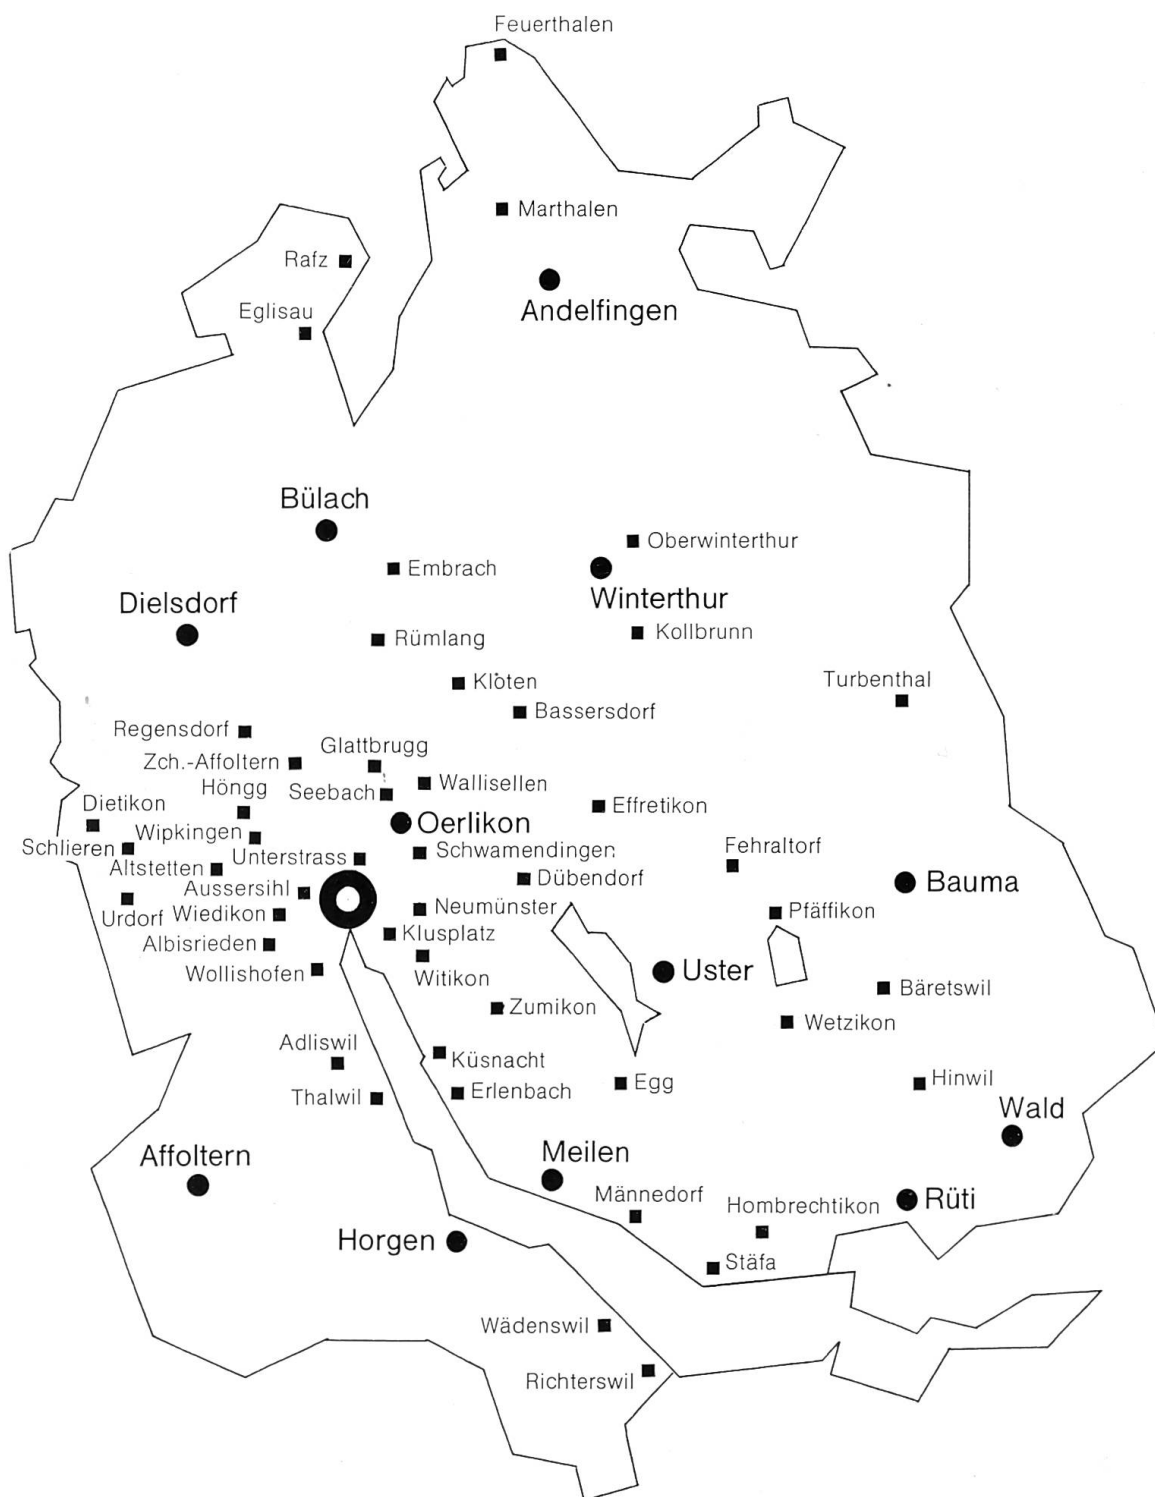 Feuerthalen
Marthalen
Rafz
Andelfingen
Eglisau
Bülach
Oberwinterthur
Embrach
Winterthur
Dielsdorf
Kollbrunn
Rümlang
Turbenthal
Kloten
Bassersdorf
Regensdorf
Glattbrugg
Zch.-Affoltern
Wallisellen
Höngg
Seebach
Dietikon
Effretikon
Oerlikon
Wipkingen
Schlieren
Schwamendingen
Fehraltorf
Unterstrass
Altstetten
Dübendorf
Bauma
Aussersihl
Urdorf
Wiedikon
Neumünster
Pfäffikon
Klusplatz
Albisrieden
Wollishofen
Witikon
Uster
Bäretswil
Zumikon
Wetzikon
Adliswil
Küsnacht
Egg
Hinwil
Thalwil
Erlenbach
Wald
Affoltern
Meilen
Männedorf
Hombrechtikon
Rüti
Horgen
Stäfa
Wädenswil
Richterswil